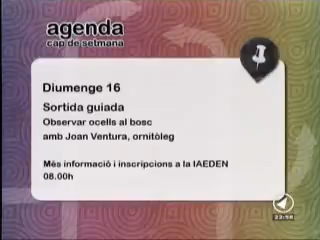 agenda
cap de setmana
Diumenge 16
Sortida guiada
Observar ocells al bosc
amb Joan Ventura, ornitòleg
Més informació i inscripcions a la IAEDEN
08.00h
22:58